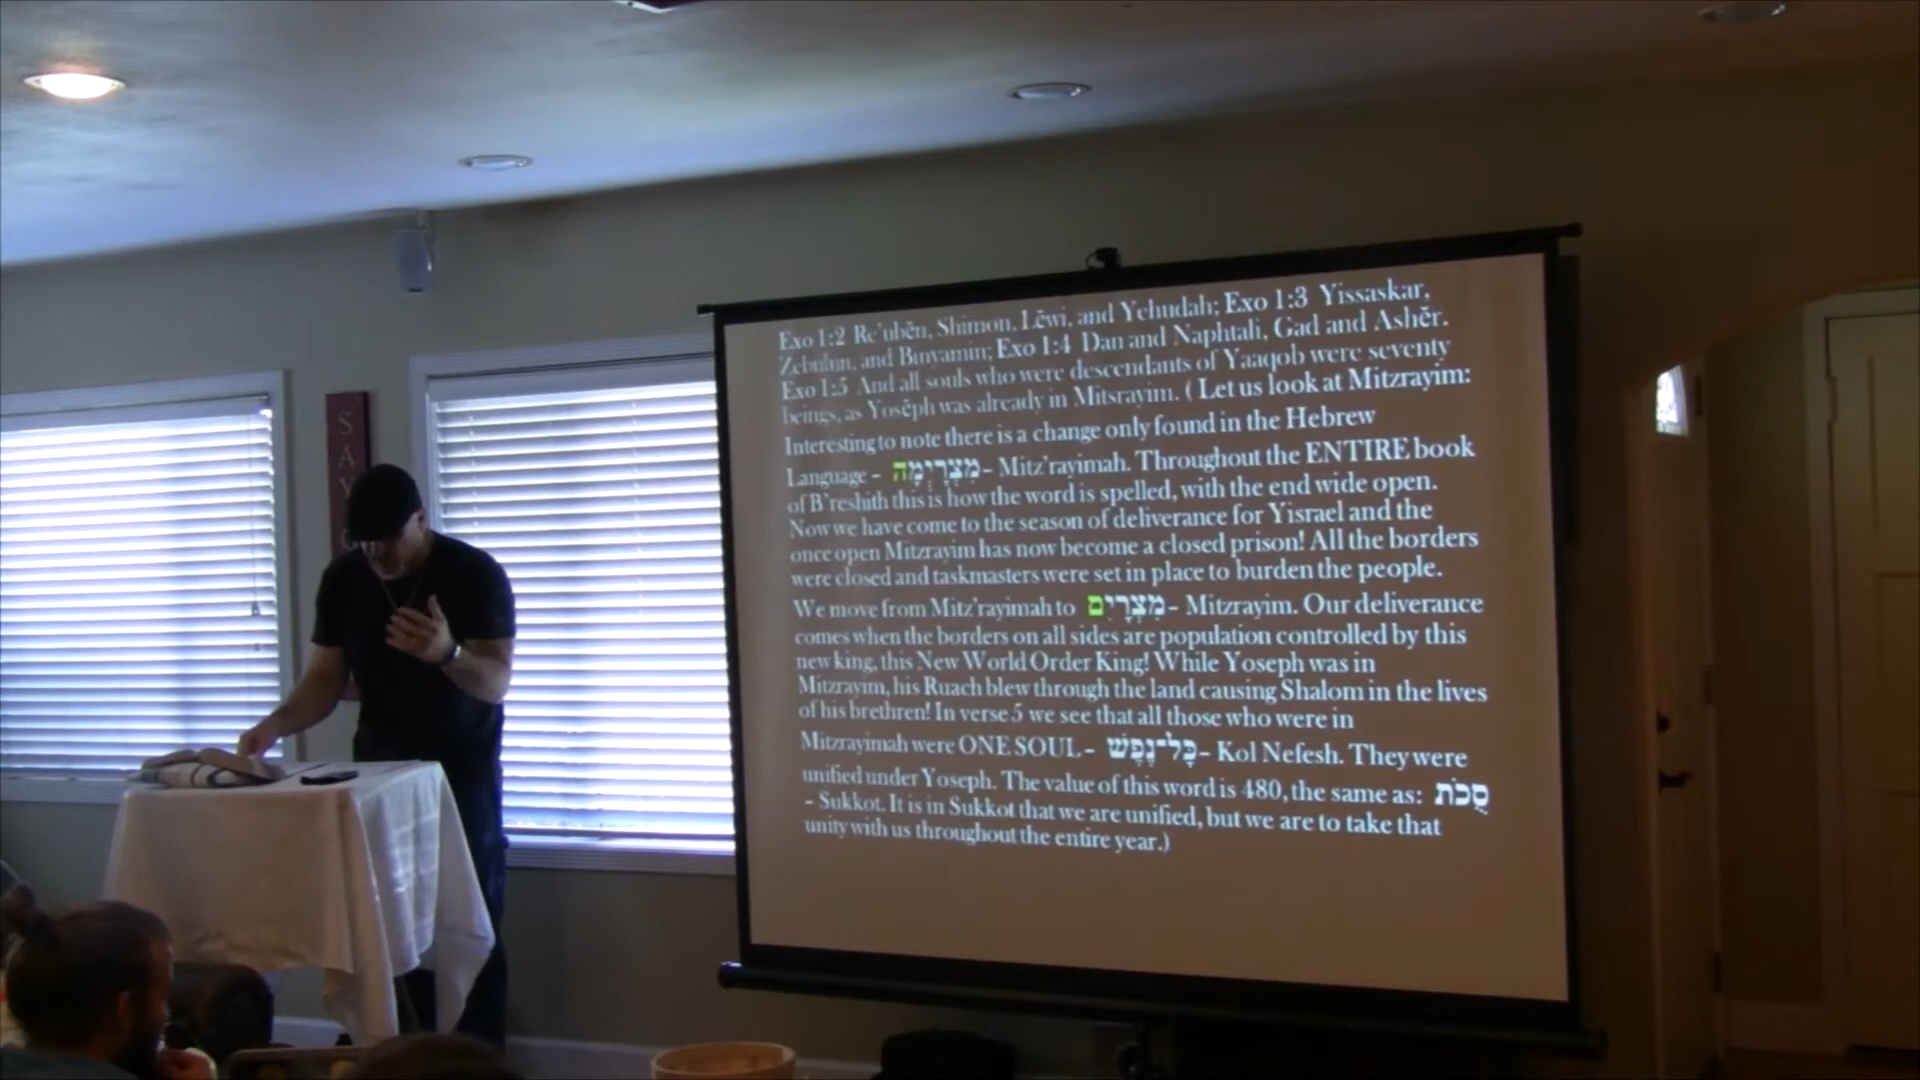 Exo 1:2 Re'ubĕn, Shimon, Lĕwi, and Yehudah; Exo 1:3 Yissaskar,
Zebulun, and Binyamin; Exo 1:4 Dan and Naphtali, Gad and Ashĕr.
Exo 1:5 And all souls who were descendants of Yaaqob were seventy
beings, as Yosĕph was already in Mitsrayim. ( Let us look at Mitzrayim:
Interesting to note there is a change only found in the Hebrew
Language - מִצְרָיְמָה - Mitz'rayimah. Throughout the ENTIRE book
of B'reshith this is how the word is spelled, with the end wide open.
Now we have come to the season of deliverance for Yisrael and the
once open Mitzrayim has now become a closed prison! All the borders
were closed and taskmasters were set in place to burden the people.
We move from Mitz'rayimah to מִצְרָיִם - Mitzrayim. Our deliverance
comes when the borders on all sides are population controlled by this
new king, this New World Order King! While Yoseph was in
Mitzrayim, his Ruach blew through the land causing Shalom in the lives
of his brethren! In verse 5 we see that all those who were in
Mitzrayimah were ONE SOUL - כָּל־נֶפֶשׁ - Kol Nefesh. They were
unified under Yoseph. The value of this word is 480, the same as: סֻכֹּת
- Sukkot. It is in Sukkot that we are unified, but we are to take that
unity with us throughout the entire year.)